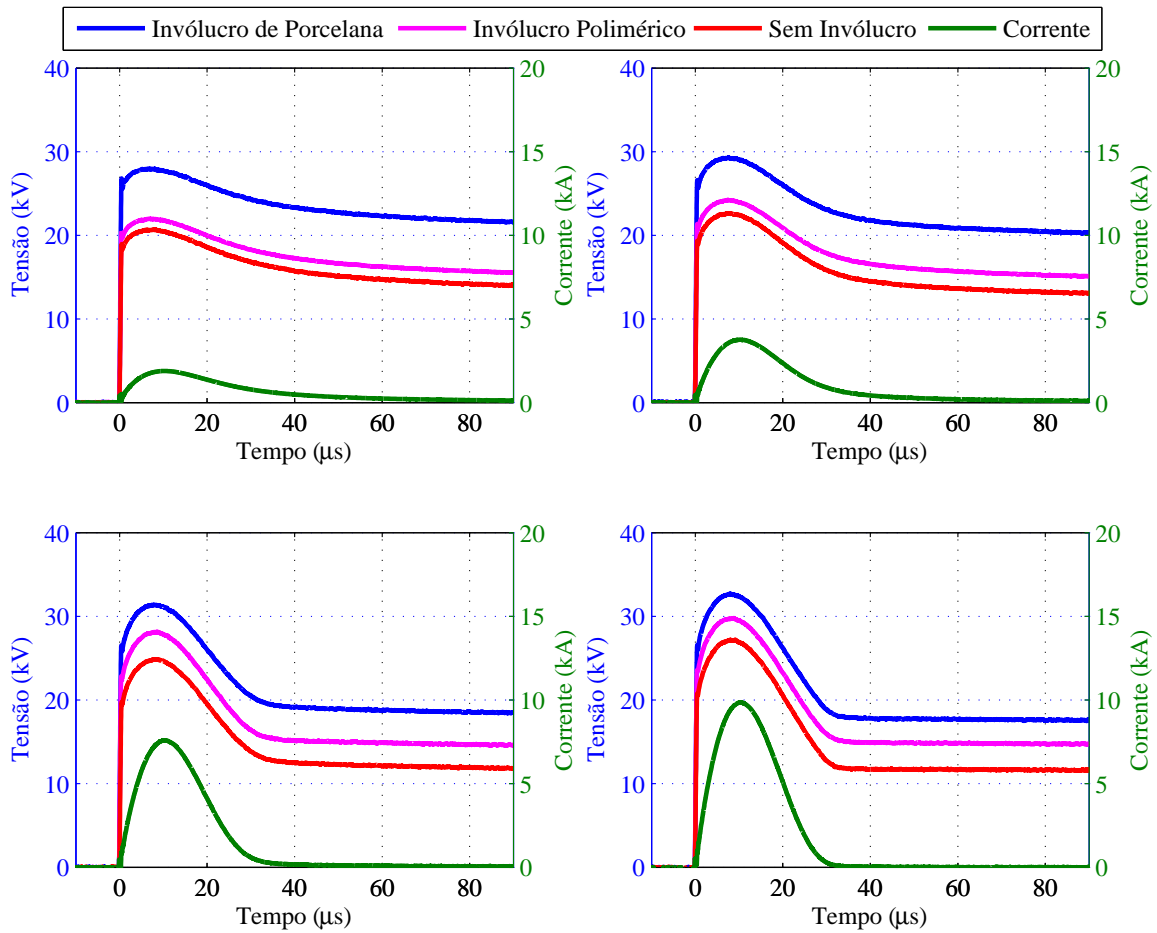 Invólucro de Porcelana Invólucro Polimérico Sem Invólucro Corrente
40 20
30 15
20 10
10 5
0 0
0 20 40 60 80
Tempo (μs)
Tensão (kV)
Corrente (kA)
40 20
30 15
20 10
10 5
0 0
0 20 40 60 80
Tempo (μs)
Tensão (kV)
Corrente (kA)
40 20
30 15
20 10
10 5
0 0
0 20 40 60 80
Tempo (μs)
Tensão (kV)
Corrente (kA)
40 20
30 15
20 10
10 5
0 0
0 20 40 60 80
Tempo (μs)
Tensão (kV)
Corrente (kA)